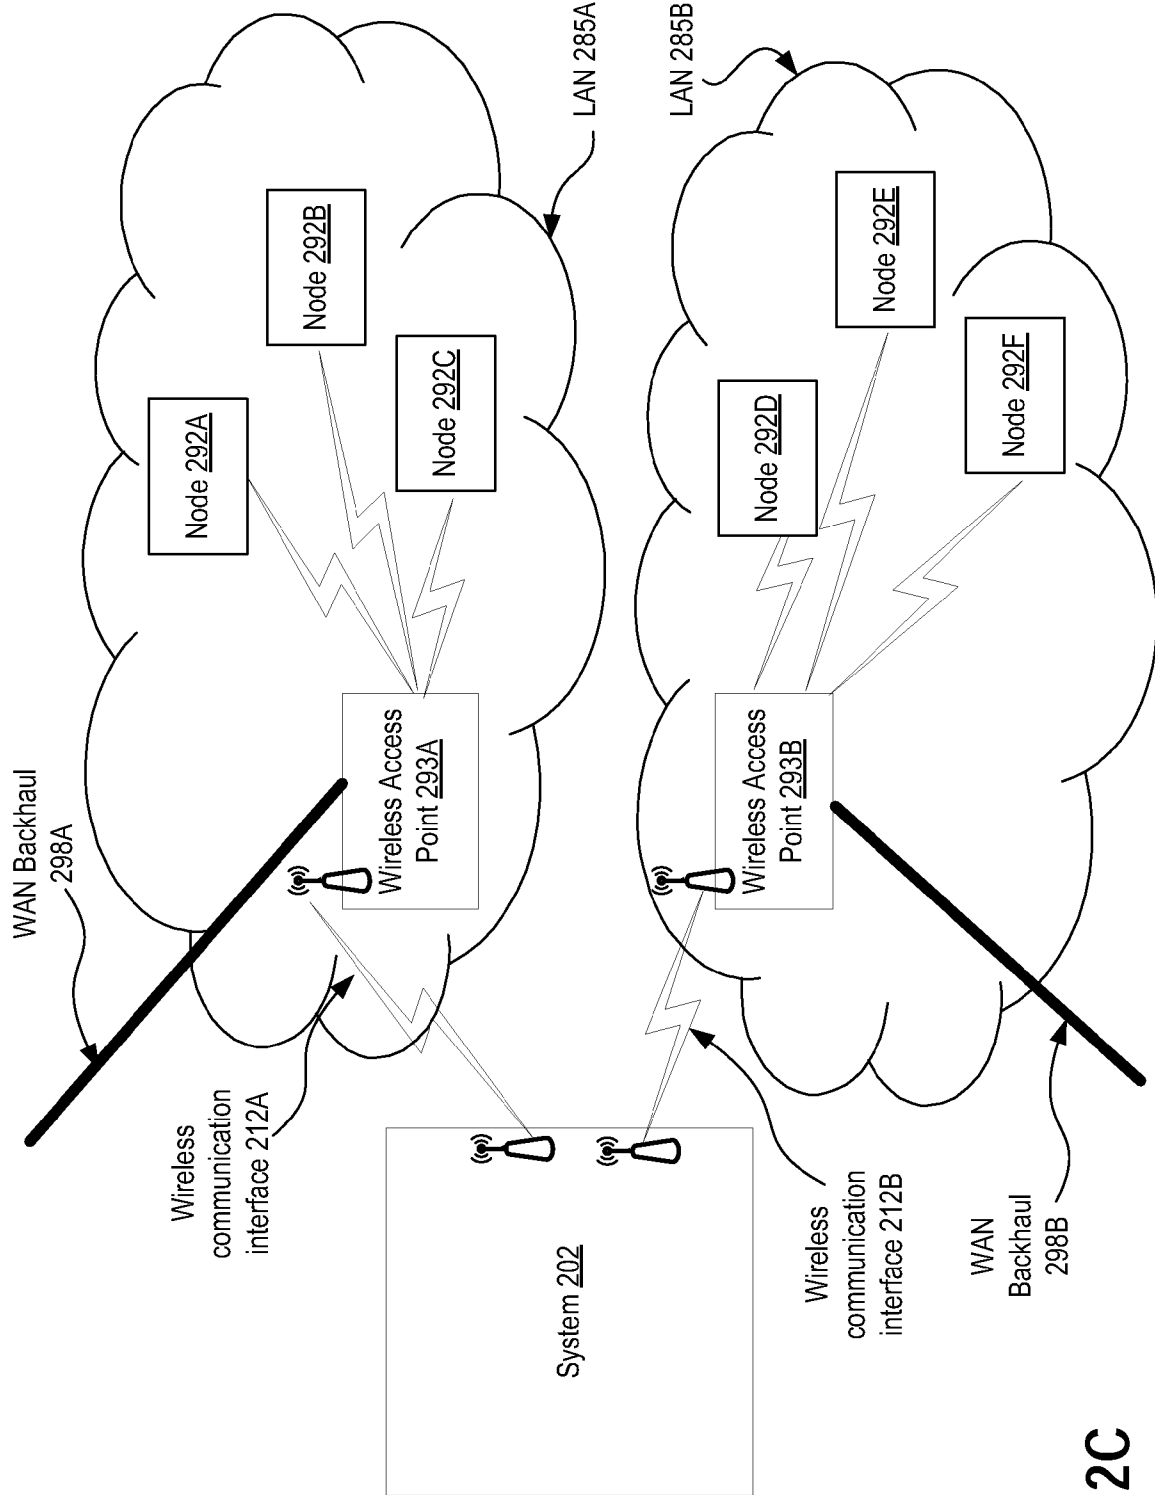 WAN Backhaul
298A
LAN 285A
LAN 285B
Node 292A
Node 292B
Node 292C
Node 292D
Node 292E
Node 292F
Wireless Access
Point 293A
Wireless Access
Point 293B
Wireless
communication
interface 212A
System 202
Wireless
communication
interface 212B
WAN
Backhaul
298B
2C